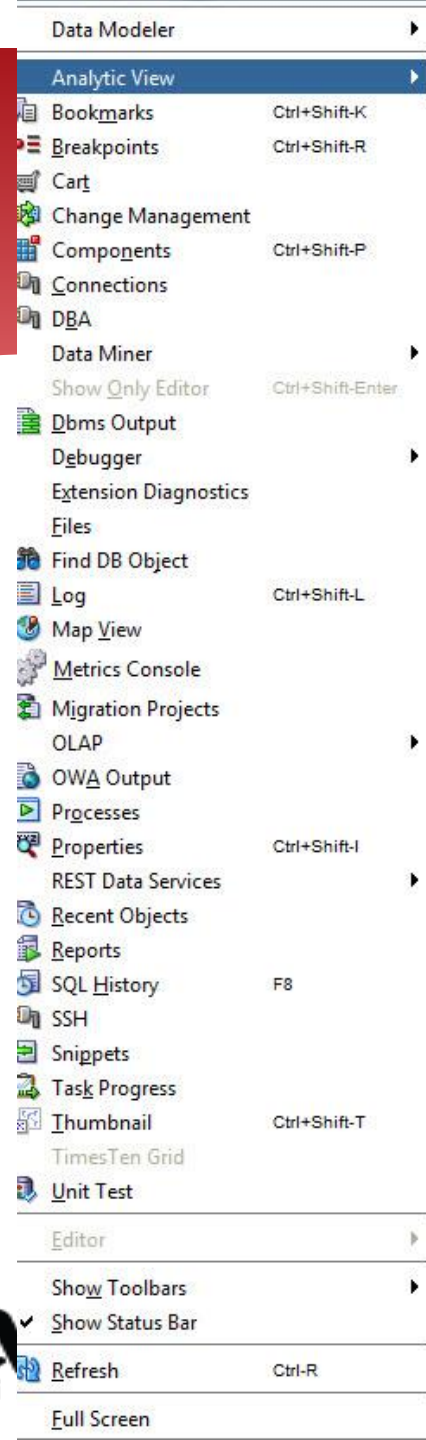 Data Modeler
Analytic View
Bookmarks Ctrl+Shift-K
Breakpoints Ctrl+Shift-R
Cart
Change Management
Components Ctrl+Shift-P
Connections
DBA
Data Miner
Show Only Editor Ctrl+Shift-Enter
Dbms Output
Debugger
Extension Diagnostics
Files
Find DB Object
Log Ctrl+Shift-L
Map View
Metrics Console
Migration Projects
OLAP
OWA Output
Processes
Properties Ctrl+Shift-I
REST Data Services
Recent Objects
Reports
SQL History F8
SSH
Snippets
Task Progress
Thumbnail Ctrl+Shift-T
TimesTen Grid
Unit Test
Editor
Show Toolbars
Show Status Bar
Refresh Ctrl-R
Full Screen